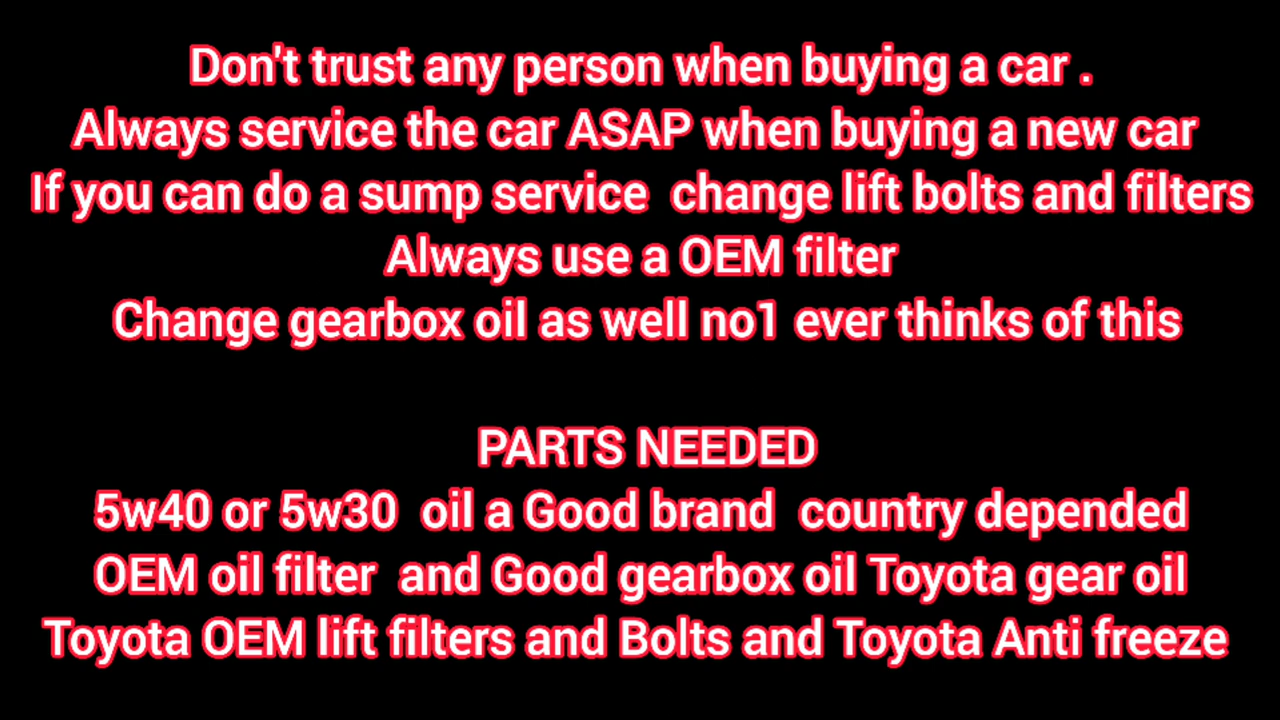 Don't trust any person when buying a car .
Always service the car ASAP when buying a new car
If you can do a sump service change lift bolts and filters
Always use a OEM filter
Change gearbox oil as well no1 ever thinks of this
PARTS NEEDED
5w40 or 5w30 oil a Good brand country depended
OEM oil filter and Good gearbox oil Toyota gear oil
Toyota OEM lift filters and Bolts and Toyota Anti freeze